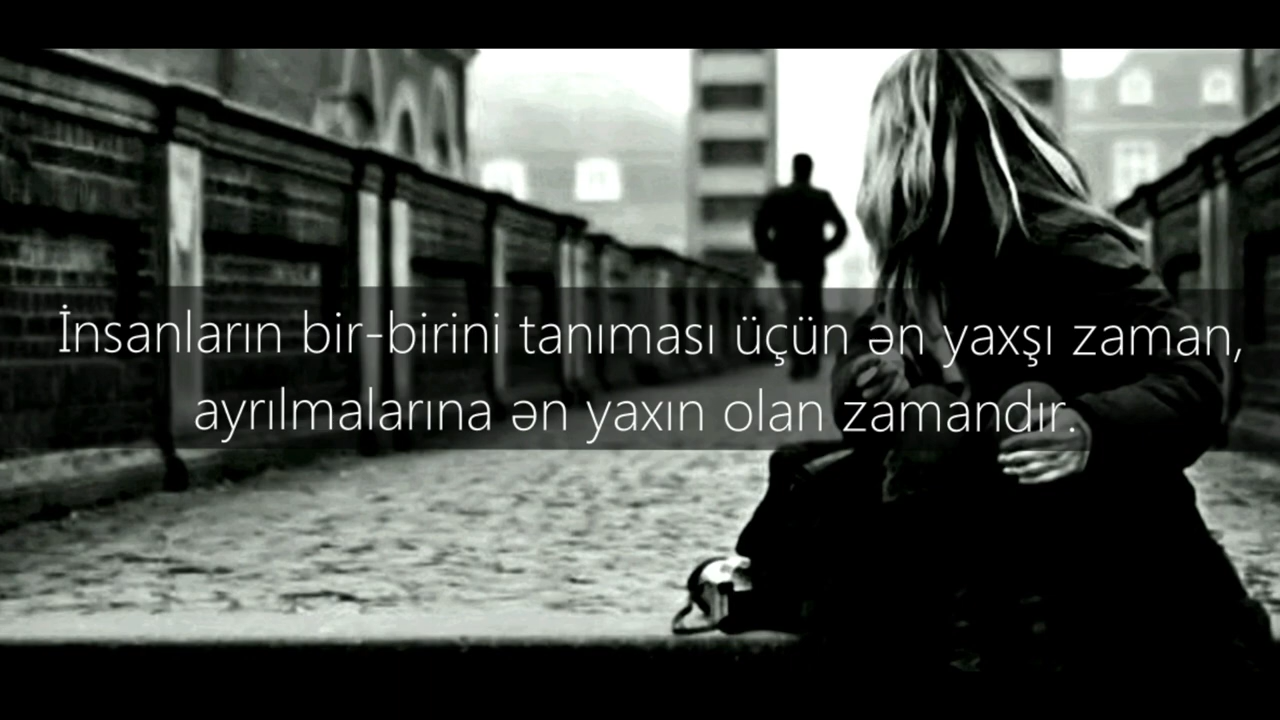 İnsanların bir-birini tanıması üçün ən yaxşı zaman,
ayrılmalarına ən yaxın olan zamandır.